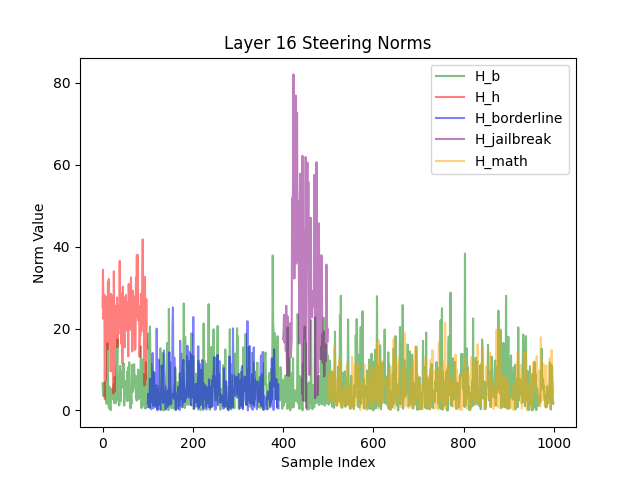 Layer 16 Steering Norms
Norm Value
80
60
40
20
0
0 200 400 600 800 1000
Sample Index
H_b
H_h
H_borderline
H_jailbreak
H_math